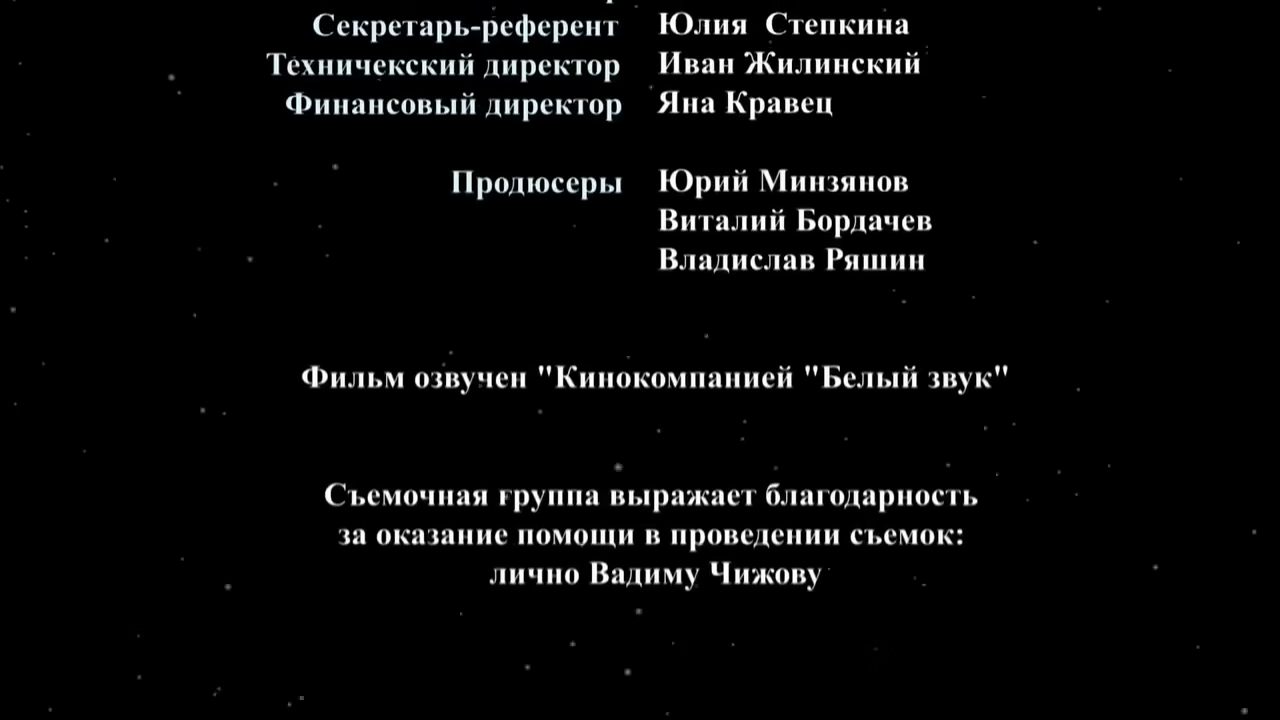 Секретарь-референт Юлия Степкина
Техничекский директор Иван Жилинский
Финансовый директор Яна Кравец
Продюсеры Юрий Минзянов
Виталий Бордачев
Владислав Ряшин
Фильм озвучен "Кинокомпанией "Белый звук"
Съемочная группа выражает благодарность
за оказание помощи в проведении съемок:
лично Вадиму Чижову